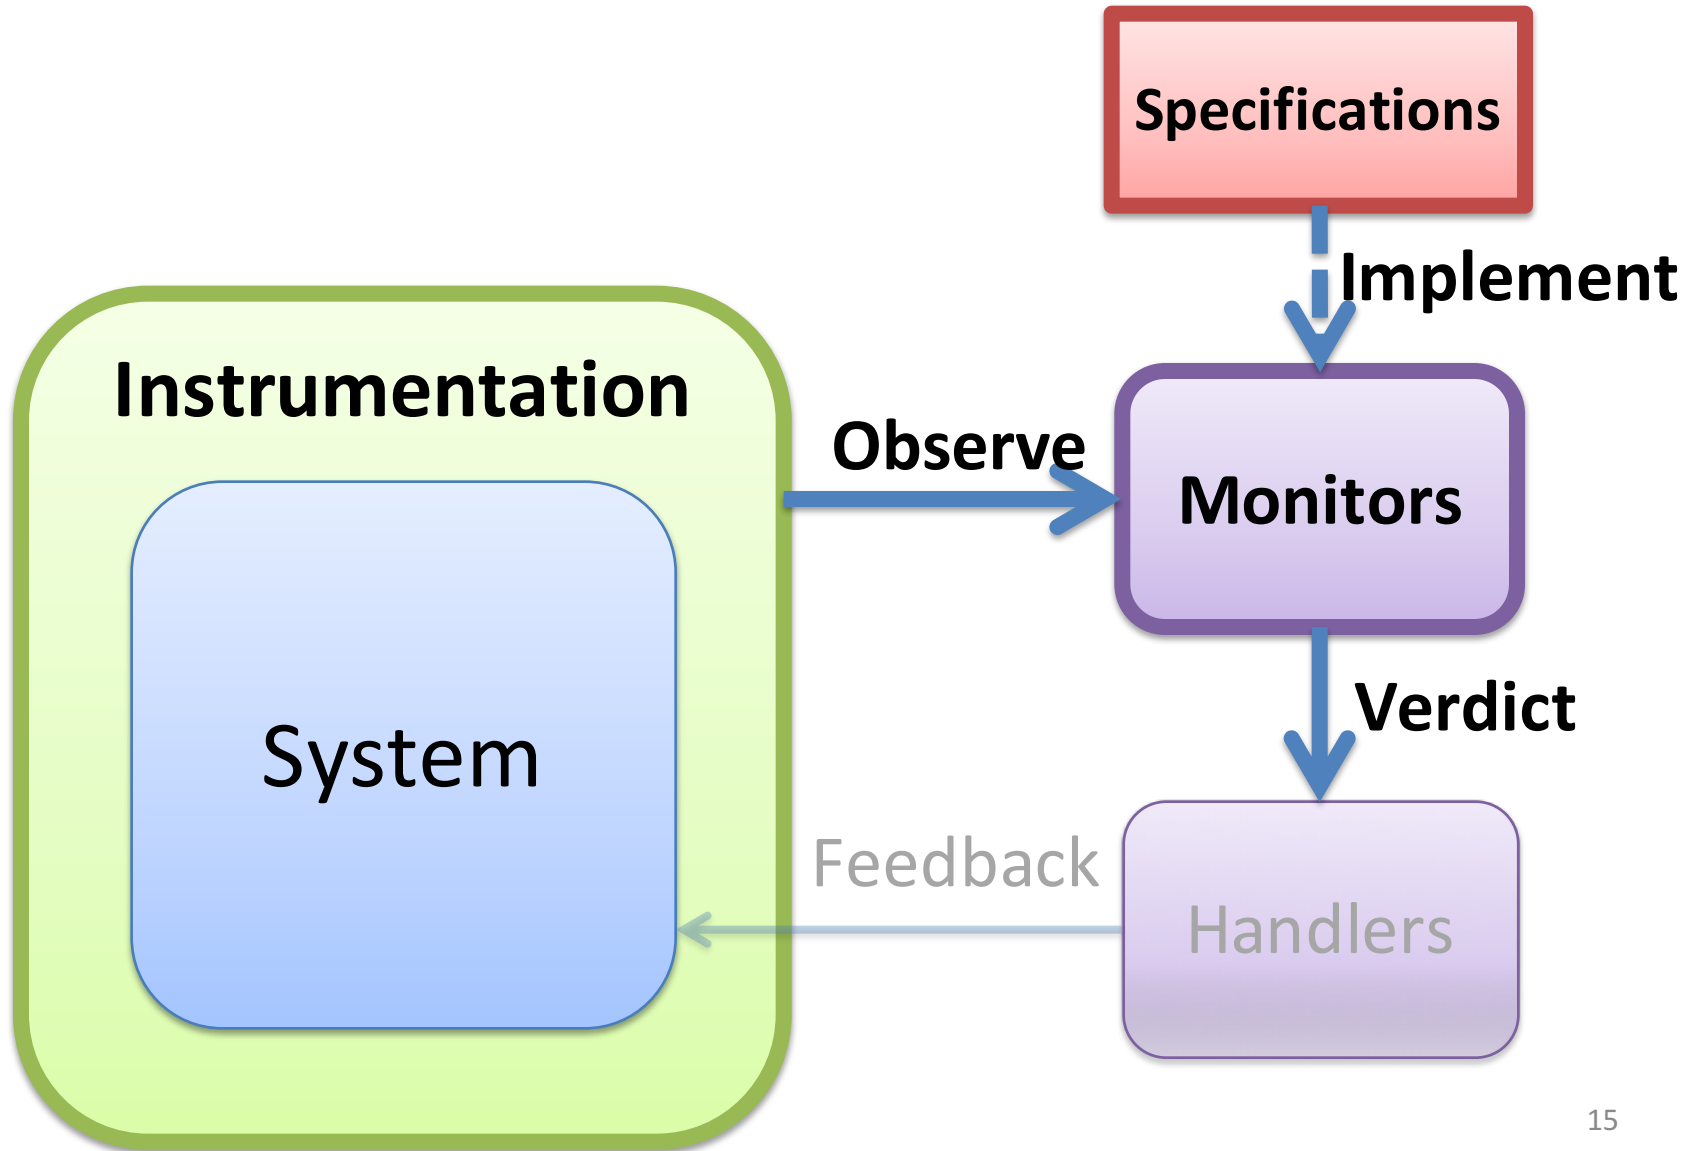 Specifications
Implement
Instrumentation
Observe
Monitors
System
Verdict
Feedback
Handlers
15